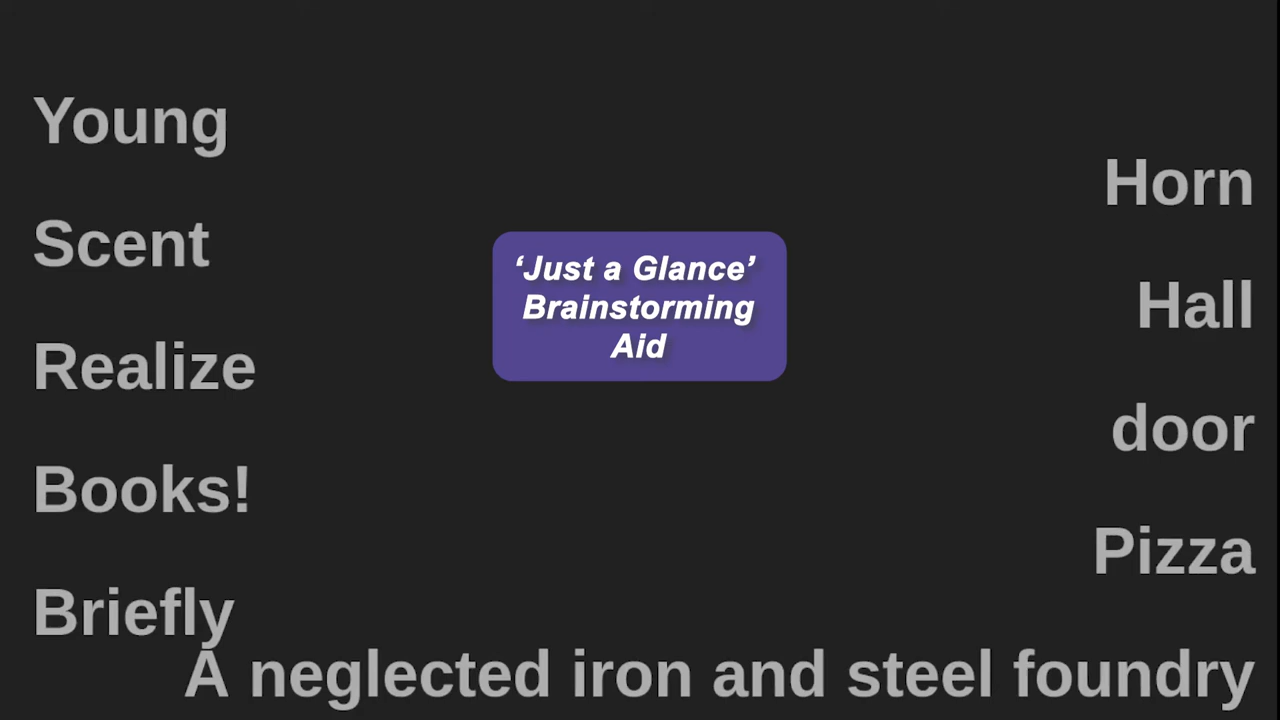 Young
Horn
Scent
‘Just a Glance’
Brainstorming
Aid
Hall
Realize
door
Books!
Pizza
Briefly
A neglected iron and steel foundry